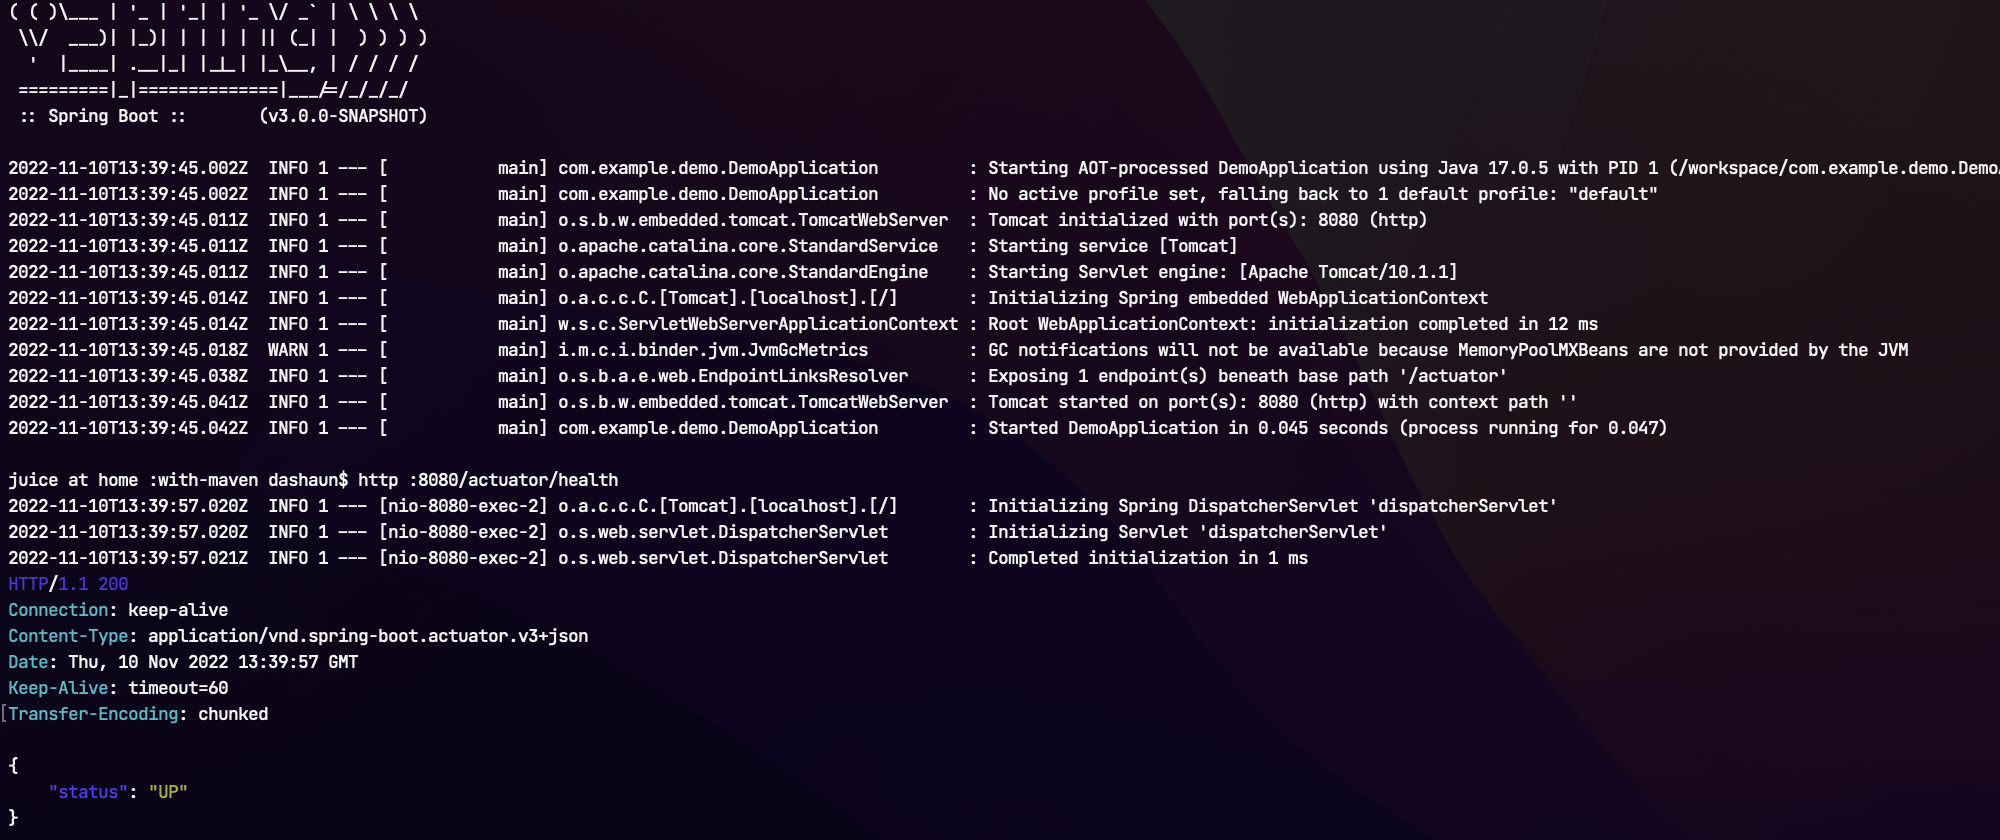 ( ( )\___ | '_ | '_| | '_ \/ _` | \ \ \ \
 \\/  ___)| |_)| | | | | || (_| |  ) ) ) )
  '  |____| .__|_| |_|_| |_\__, | / / / /
 =========|_|==============|___/=/_/_/_/
 :: Spring Boot ::       (v3.0.0-SNAPSHOT)

2022-11-10T13:39:45.002Z  INFO 1 --- [           main] com.example.demo.DemoApplication         : Starting AOT-processed DemoApplication using Java 17.0.5 with PID 1 (/workspace/com.example.demo.Demo
2022-11-10T13:39:45.002Z  INFO 1 --- [           main] com.example.demo.DemoApplication         : No active profile set, falling back to 1 default profile: "default"
2022-11-10T13:39:45.011Z  INFO 1 --- [           main] o.s.b.w.embedded.tomcat.TomcatWebServer  : Tomcat initialized with port(s): 8080 (http)
2022-11-10T13:39:45.011Z  INFO 1 --- [           main] o.apache.catalina.core.StandardService   : Starting service [Tomcat]
2022-11-10T13:39:45.011Z  INFO 1 --- [           main] o.apache.catalina.core.StandardEngine    : Starting Servlet engine: [Apache Tomcat/10.1.1]
2022-11-10T13:39:45.014Z  INFO 1 --- [           main] o.a.c.c.C.[Tomcat].[localhost].[/]       : Initializing Spring embedded WebApplicationContext
2022-11-10T13:39:45.014Z  INFO 1 --- [           main] w.s.c.ServletWebServerApplicationContext : Root WebApplicationContext: initialization completed in 12 ms
2022-11-10T13:39:45.018Z  WARN 1 --- [           main] i.m.c.i.binder.jvm.JvmGcMetrics          : GC notifications will not be available because MemoryPoolMXBeans are not provided by the JVM
2022-11-10T13:39:45.038Z  INFO 1 --- [           main] o.s.b.a.e.web.EndpointLinksResolver      : Exposing 1 endpoint(s) beneath base path '/actuator'
2022-11-10T13:39:45.041Z  INFO 1 --- [           main] o.s.b.w.embedded.tomcat.TomcatWebServer  : Tomcat started on port(s): 8080 (http) with context path ''
2022-11-10T13:39:45.042Z  INFO 1 --- [           main] com.example.demo.DemoApplication         : Started DemoApplication in 0.045 seconds (process running for 0.047)

juice at home :with-maven dashaun$ http :8080/actuator/health
2022-11-10T13:39:57.020Z  INFO 1 --- [nio-8080-exec-2] o.a.c.c.C.[Tomcat].[localhost].[/]       : Initializing Spring DispatcherServlet 'dispatcherServlet'
2022-11-10T13:39:57.020Z  INFO 1 --- [nio-8080-exec-2] o.s.web.servlet.DispatcherServlet        : Initializing Servlet 'dispatcherServlet'
2022-11-10T13:39:57.021Z  INFO 1 --- [nio-8080-exec-2] o.s.web.servlet.DispatcherServlet        : Completed initialization in 1 ms
HTTP/1.1 200
Connection: keep-alive
Content-Type: application/vnd.spring-boot.actuator.v3+json
Date: Thu, 10 Nov 2022 13:39:57 GMT
Keep-Alive: timeout=60
Transfer-Encoding: chunked

{
    "status": "UP"
}